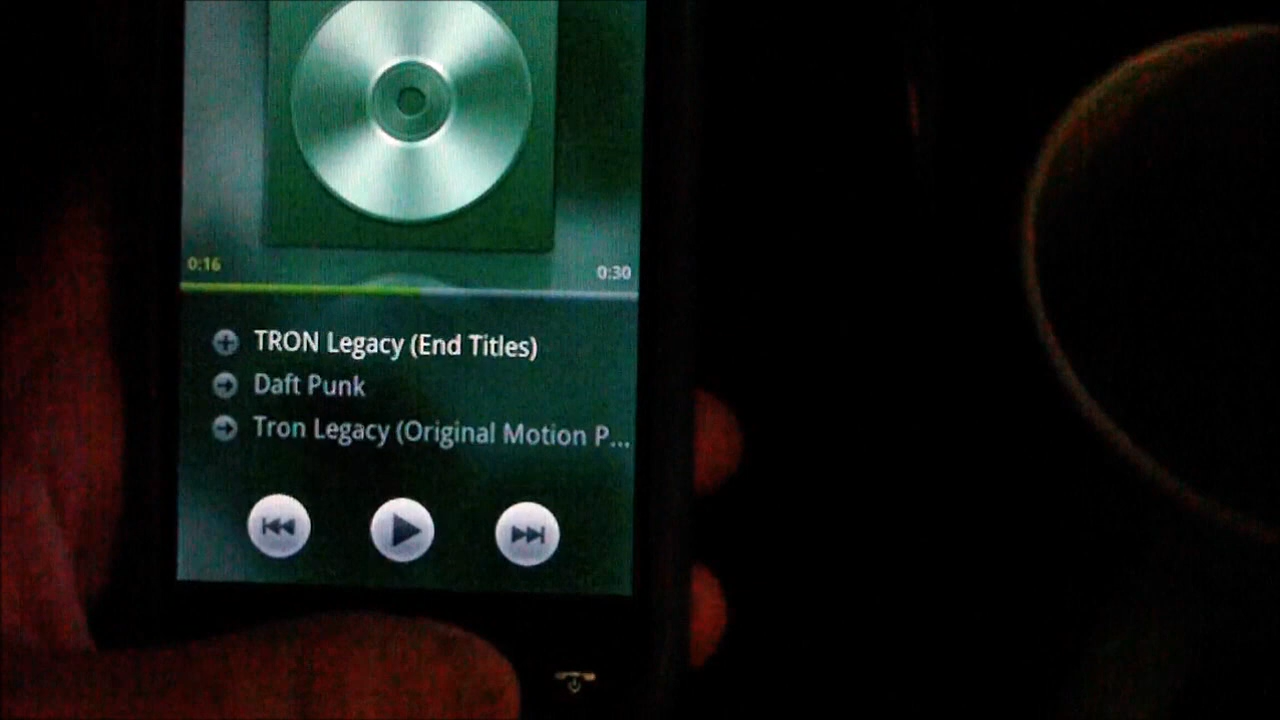 0:16
0:30
TRON Legacy (End Titles)
Daft Punk
Tron Legacy (Original Motion P...